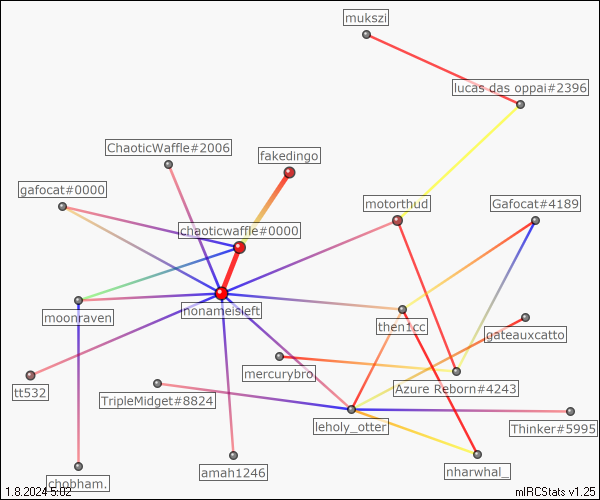 mukszi
lucas das oppai#2396
ChaoticWaffle#2006
fakedingo
gafocat#0000
motorthud
Gafocat#4189
chaoticwaffle#0000
nonameisleft
moonraven
then1cc
gateauxcatto
mercurybro
tt532
Azure Reborn#4243
TripleMidget#8824
leholy_otter
Thinker#5995
amah1246
nharwhal_
chobham.
1.8.2024 5:02
mIRCStats v1.25